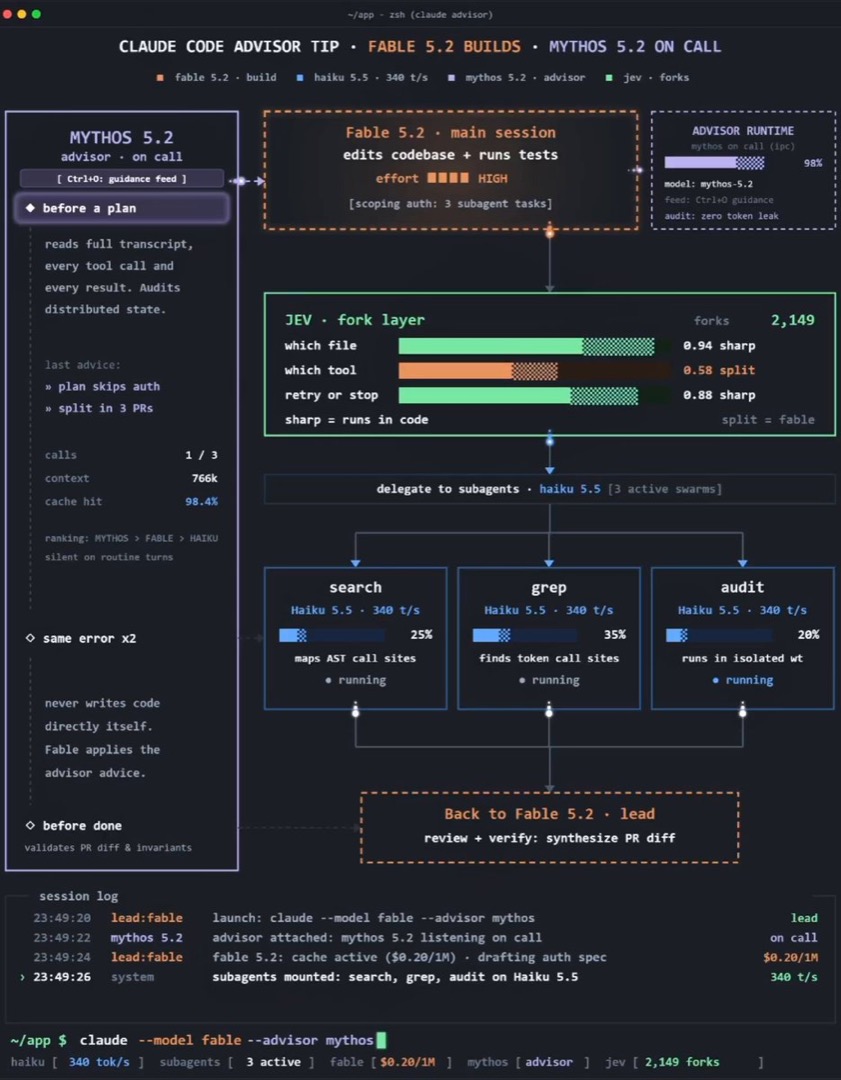 ~/app - zsh (claude advisor)
CLAUDE CODE ADVISOR TIP · FABLE 5.2 BUILDS · MYTHOS 5.2 ON CALL
fable 5.2 · build haiku 5.5 · 340 t/s mythos 5.2 · advisor jev · forks
MYTHOS 5.2
advisor · on call
[ Ctrl+O: guidance feed ]
◆ before a plan
reads full transcript,
every tool call and
every result. Audits
distributed state.
last advice:
» plan skips auth
» split in 3 PRs
calls 1 / 3
context 766k
cache hit 98.4%
ranking: MYTHOS > FABLE > HAIKU
silent on routine turns
◇ same error x2
never writes code
directly itself.
Fable applies the
advisor advice.
◇ before done
validates PR diff & invariants
Fable 5.2 · main session
edits codebase + runs tests
effort HIGH
[scoping auth: 3 subagent tasks]
ADVISOR RUNTIME
mythos on call (ipc)
98%
model: mythos-5.2
feed: Ctrl+O guidance
audit: zero token leak
JEV · fork layer forks 2,149
which file 0.94 sharp
which tool 0.58 split
retry or stop 0.88 sharp
sharp = runs in code split = fable
delegate to subagents · haiku 5.5 [3 active swarms]
search
Haiku 5.5 · 340 t/s
25%
maps AST call sites
● running
grep
Haiku 5.5 · 340 t/s
35%
finds token call sites
● running
audit
Haiku 5.5 · 340 t/s
20%
runs in isolated wt
● running
Back to Fable 5.2 · lead
review + verify: synthesize PR diff
session log
23:49:20 lead:fable launch: claude --model fable --advisor mythos lead
23:49:22 mythos 5.2 advisor attached: mythos 5.2 listening on call on call
23:49:24 lead:fable fable 5.2: cache active ($0.20/1M) · drafting auth spec $0.20/1M
› 23:49:26 system subagents mounted: search, grep, audit on Haiku 5.5 340 t/s
~/app $ claude --model fable --advisor mythos
haiku [ 340 tok/s ] subagents [ 3 active ] fable [ $0.20/1M ] mythos [ advisor ] jev [ 2,149 forks ]